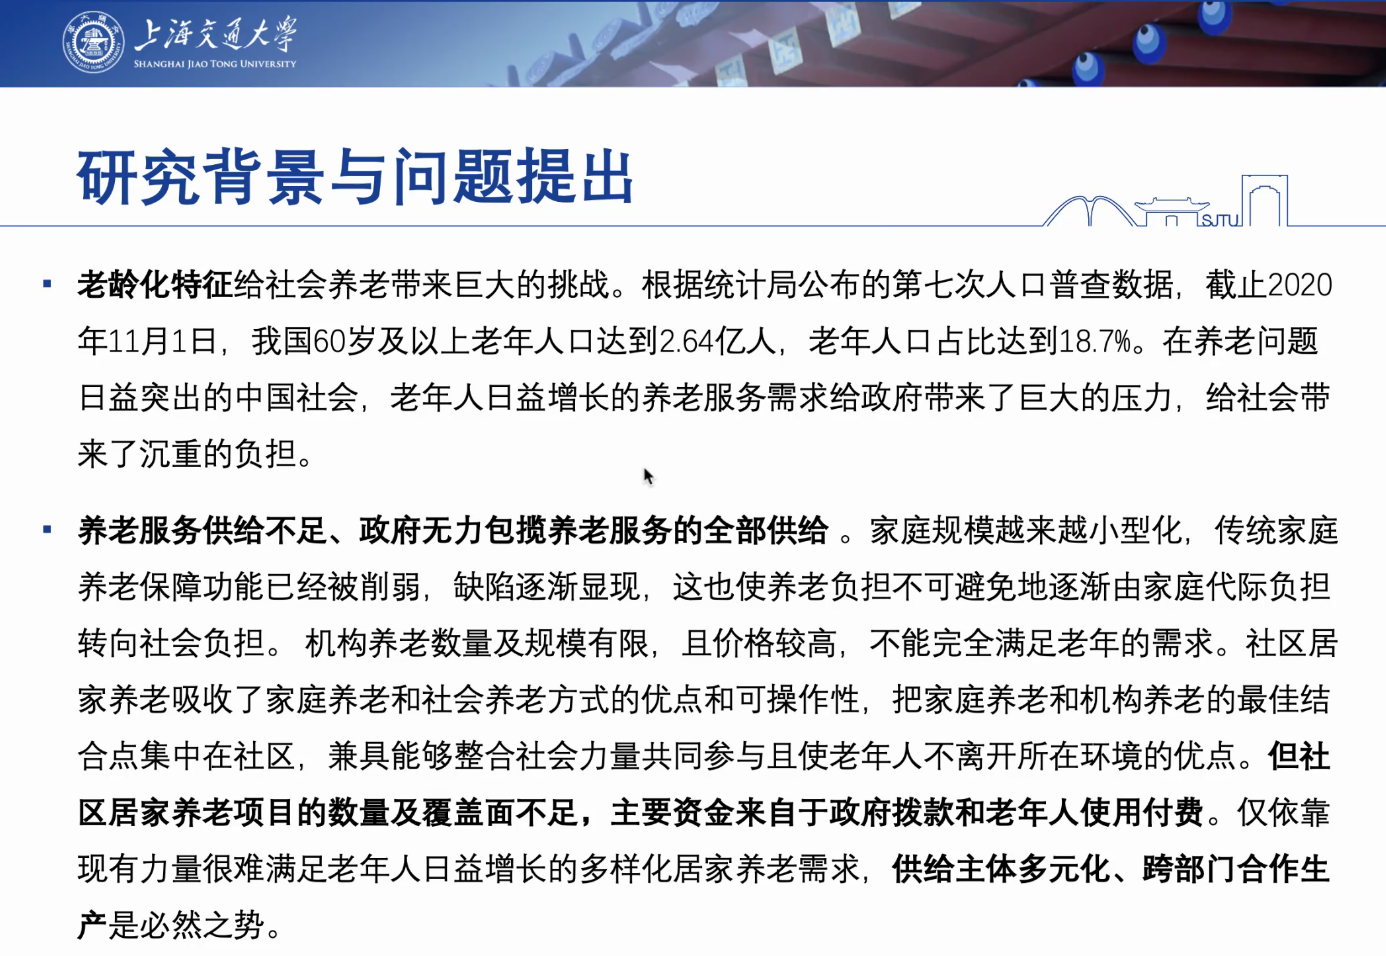 上海交通大学
SHANGHAI JIAO TONG UNIVERSITY
研究背景与问题提出
SJTU
▪ 老龄化特征给社会养老带来巨大的挑战。根据统计局公布的第七次人口普查数据，截止2020
年11月1日，我国60岁及以上老年人口达到2.64亿人，老年人口占比达到18.7%。在养老问题
日益突出的中国社会，老年人日益增长的养老服务需求给政府带来了巨大的压力，给社会带
来了沉重的负担。
▪ 养老服务供给不足、政府无力包揽养老服务的全部供给 。家庭规模越来越小型化，传统家庭
养老保障功能已经被削弱，缺陷逐渐显现，这也使养老负担不可避免地逐渐由家庭代际负担
转向社会负担。 机构养老数量及规模有限，且价格较高，不能完全满足老年的需求。社区居
家养老吸收了家庭养老和社会养老方式的优点和可操作性，把家庭养老和机构养老的最佳结
合点集中在社区，兼具能够整合社会力量共同参与且使老年人不离开所在环境的优点。但社
区居家养老项目的数量及覆盖面不足，主要资金来自于政府拨款和老年人使用付费。仅依靠
现有力量很难满足老年人日益增长的多样化居家养老需求，供给主体多元化、跨部门合作生
产是必然之势。